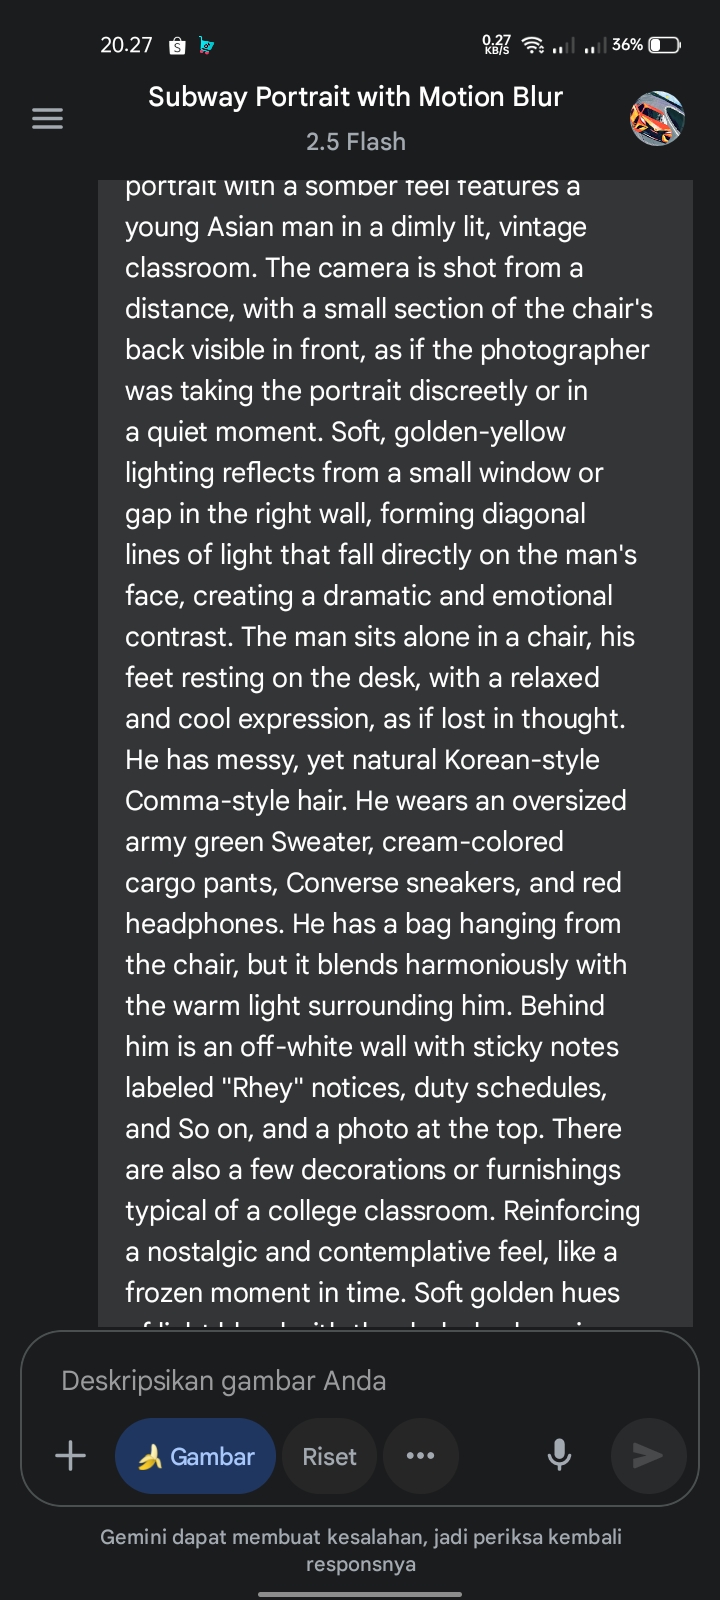 20.27
0.27
KB/S
36%
Subway Portrait with Motion Blur
2.5 Flash
portrait with a somber feel features a
young Asian man in a dimly lit, vintage
classroom. The camera is shot from a
distance, with a small section of the chair's
back visible in front, as if the photographer
was taking the portrait discreetly or in
a quiet moment. Soft, golden-yellow
lighting reflects from a small window or
gap in the right wall, forming diagonal
lines of light that fall directly on the man's
face, creating a dramatic and emotional
contrast. The man sits alone in a chair, his
feet resting on the desk, with a relaxed
and cool expression, as if lost in thought.
He has messy, yet natural Korean-style
Comma-style hair. He wears an oversized
army green Sweater, cream-colored
cargo pants, Converse sneakers, and red
headphones. He has a bag hanging from
the chair, but it blends harmoniously with
the warm light surrounding him. Behind
him is an off-white wall with sticky notes
labeled "Rhey" notices, duty schedules,
and So on, and a photo at the top. There
are also a few decorations or furnishings
typical of a college classroom. Reinforcing
a nostalgic and contemplative feel, like a
frozen moment in time. Soft golden hues
Deskripsikan gambar Anda
Gambar
Riset
Gemini dapat membuat kesalahan, jadi periksa kembali
responsnya